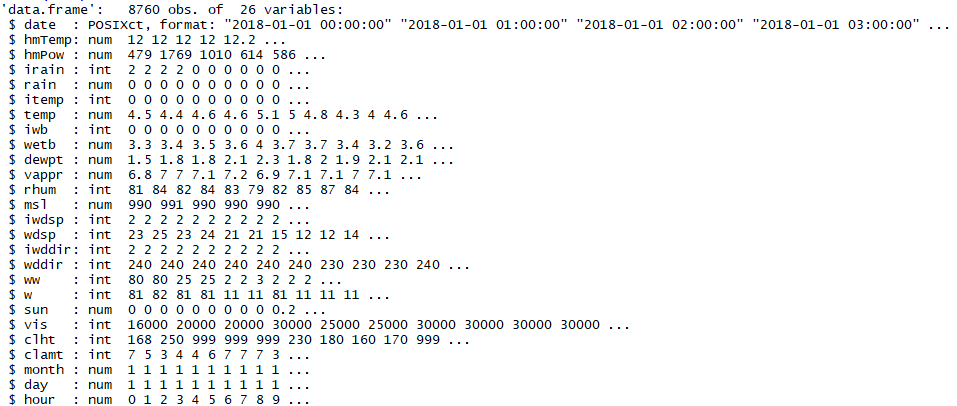 'data.frame':   8760 obs. of  26 variables:
 $ date  : POSIXct, format: "2018-01-01 00:00:00" "2018-01-01 01:00:00" "2018-01-01 02:00:00" "2018-01-01 03:00:00" ...
 $ hmTemp: num  12 12 12 12 12.2 ...
 $ hmPow : num  479 1769 1010 614 586 ...
 $ irain : int  2 2 2 2 0 0 0 0 0 0 ...
 $ rain  : num  0 0 0 0 0 0 0 0 0 0 ...
 $ itemp : int  0 0 0 0 0 0 0 0 0 0 ...
 $ temp  : num  4.5 4.4 4.6 4.6 5.1 5 4.8 4.3 4 4.6 ...
 $ iwb   : int  0 0 0 0 0 0 0 0 0 0 ...
 $ wetb  : num  3.3 3.4 3.5 3.6 4 3.7 3.7 3.4 3.2 3.6 ...
 $ dewpt : num  1.5 1.8 1.8 2.1 2.3 1.8 2 1.9 2.1 2.1 ...
 $ vappr : num  6.8 7 7 7.1 7.2 6.9 7.1 7.1 7 7.1 ...
 $ rhum  : int  81 84 82 84 83 79 82 85 87 84 ...
 $ msl   : num  990 991 990 990 990 ...
 $ iwdsp : int  2 2 2 2 2 2 2 2 2 2 ...
 $ wdsp  : int  23 25 23 24 21 21 15 12 12 14 ...
 $ iwddir: int  2 2 2 2 2 2 2 2 2 2 ...
 $ wddir : int  240 240 240 240 240 240 230 230 230 240 ...
 $ ww    : int  80 80 25 25 2 2 3 2 2 2 ...
 $ w     : int  81 82 81 81 11 11 81 11 11 11 ...
 $ sun   : num  0 0 0 0 0 0 0 0 0 0.2 ...
 $ vis   : int  16000 20000 20000 30000 25000 25000 30000 30000 30000 30000 ...
 $ clht  : int  168 250 999 999 999 230 180 160 170 999 ...
 $ clamt : int  7 5 3 4 4 6 7 7 7 3 ...
 $ month : num  1 1 1 1 1 1 1 1 1 1 ...
 $ day   : num  1 1 1 1 1 1 1 1 1 1 ...
 $ hour  : num  0 1 2 3 4 5 6 7 8 9 ...